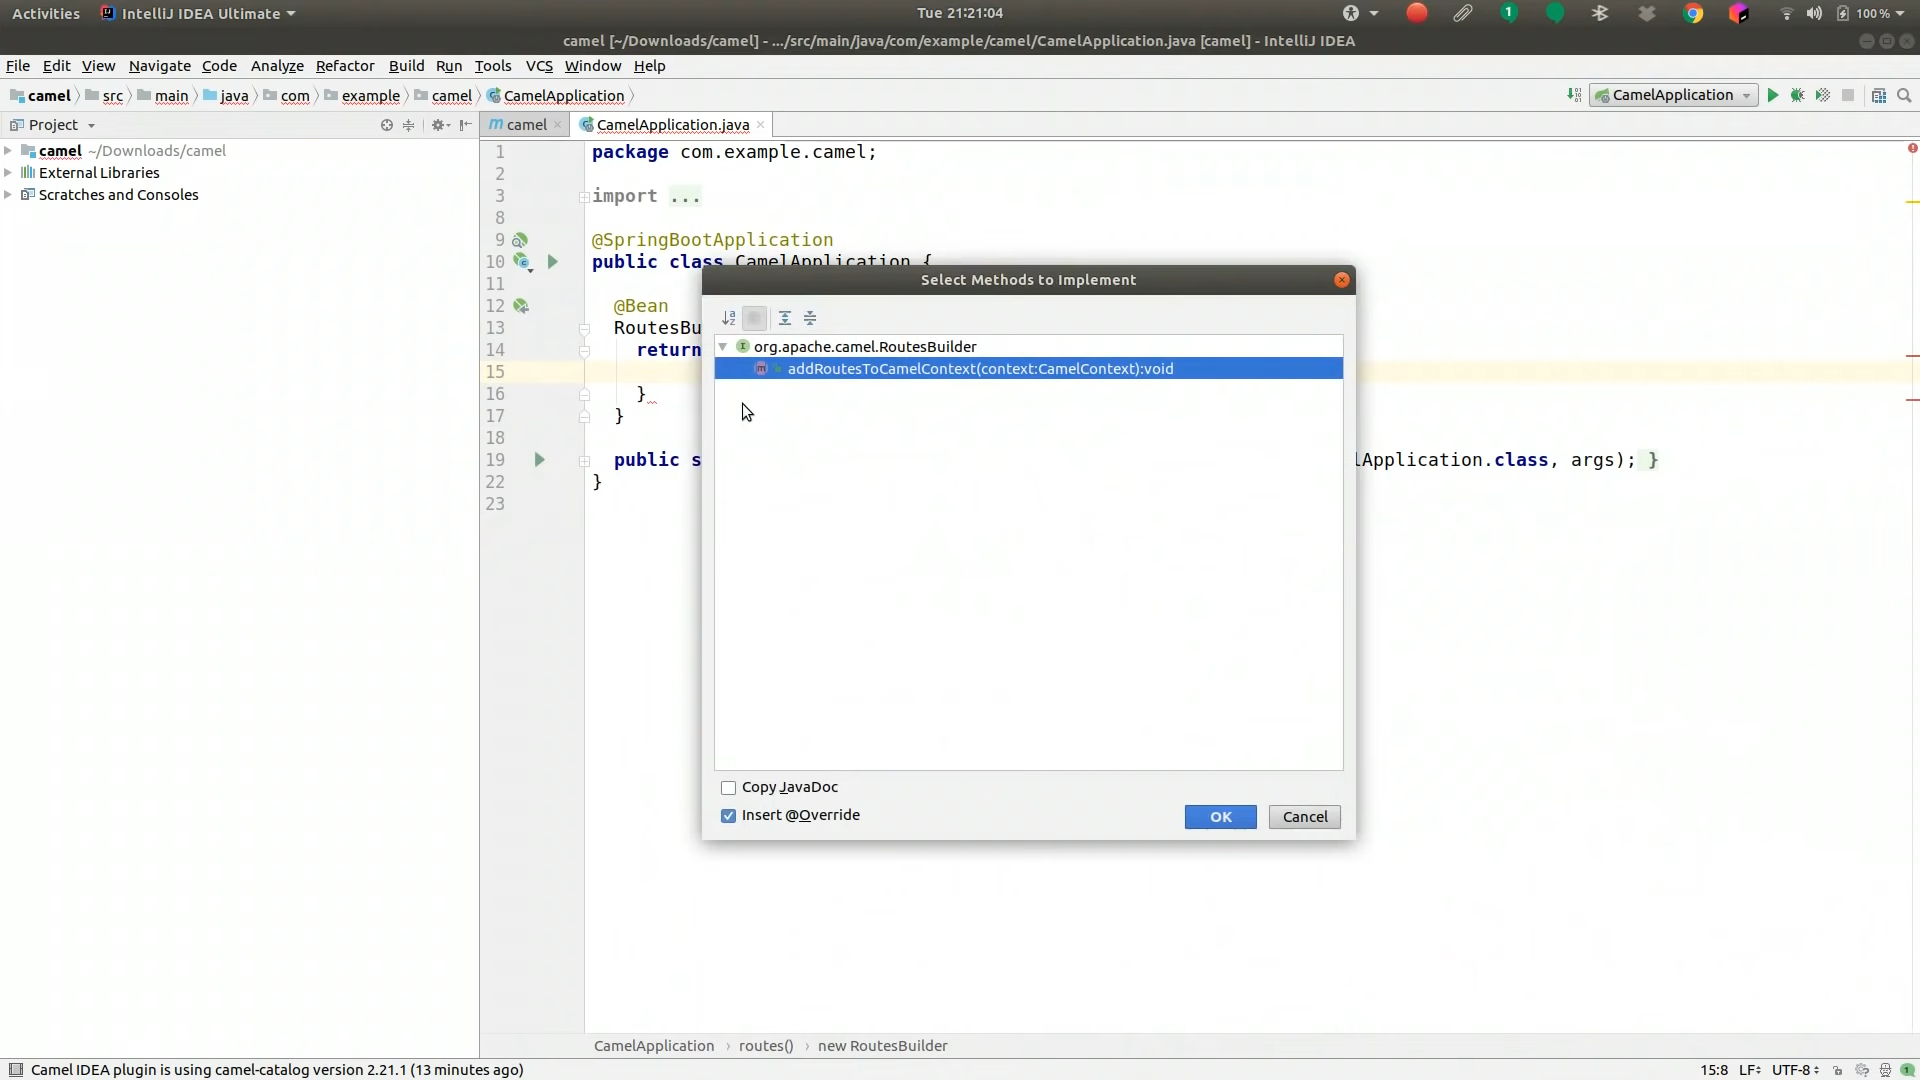 Activities IntelliJ IDEA Ultimate Tue 21:21:04 1 100 %
camel [~/Downloads/camel] - .../src/main/java/com/example/camel/CamelApplication.java [camel] - IntelliJ IDEA
File Edit View Navigate Code Analyze Refactor Build Run Tools VCS Window Help
camel src main java com example camel CamelApplication CamelApplication
Project camel CamelApplication.java
camel ~/Downloads/camel
External Libraries
Scratches and Consoles
1 package com.example.camel;
2
3 import ...
8
9 @SpringBootApplication
10 public class CamelApplication {
11
12 @Bean
13 RoutesBu
14 return
15
16 }
17 }
18
19 public s lApplication.class, args); }
22 }
23
Select Methods to Implement
org.apache.camel.RoutesBuilder
addRoutesToCamelContext(context:CamelContext):void
Copy JavaDoc
Insert @Override
OK Cancel
CamelApplication › routes() › new RoutesBuilder
Camel IDEA plugin is using camel-catalog version 2.21.1 (13 minutes ago) 15:8 LF UTF-8 1